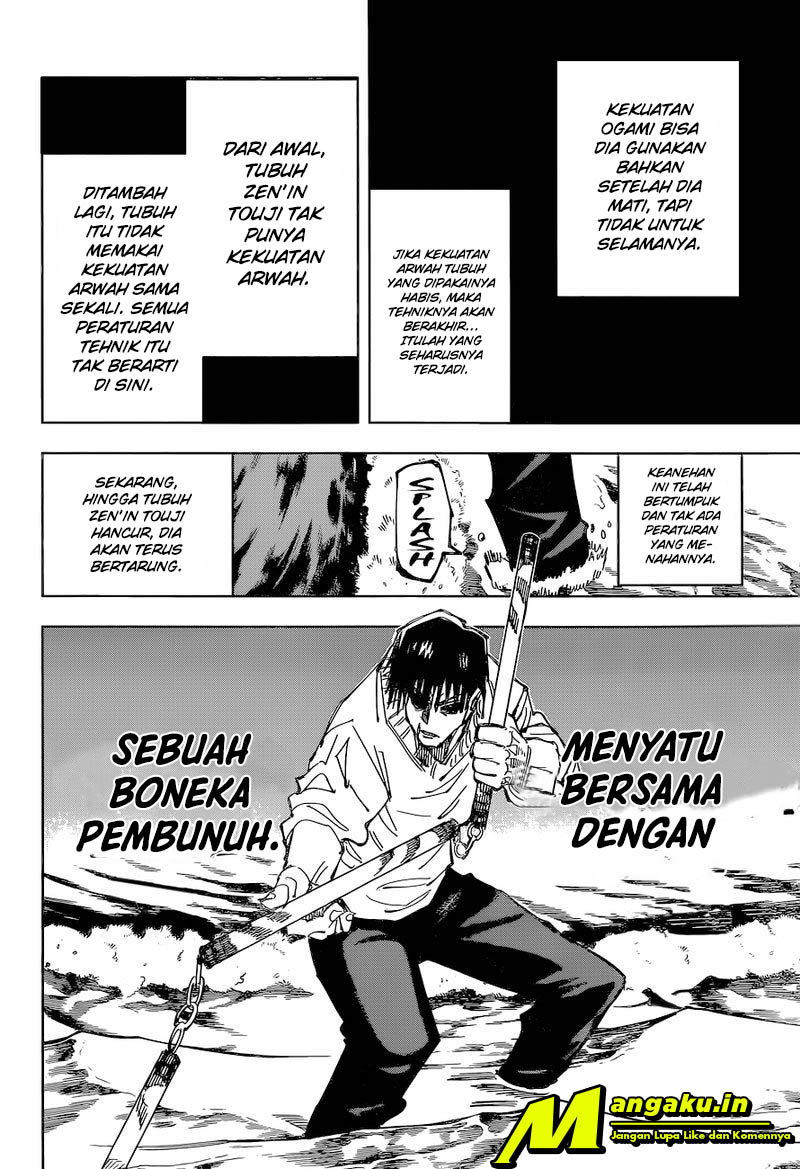 KEKUATAN
OGAMI BISA
DIA GUNAKAN
BAHKAN
SETELAH DIA
MATI, TAPI
TIDAK UNTUK
SELAMANYA.
JIKA KEKUATAN
ARWAH TUBUH
YANG DIPAKAINYA
HABIS, MAKA
TEHNIKNYA AKAN
BERAKHIR...
ITULAH YANG
SEHARUSNYA
TERJADI.
DARI AWAL,
TUBUH
ZEN'IN
TOUJI TAK
PUNYA
KEKUATAN
ARWAH.
DITAMBAH
LAGI, TUBUH
ITU TIDAK
MEMAKAI
KEKUATAN
ARWAH SAMA
SEKALI. SEMUA
PERATURAN
TEHNIK ITU
TAK BERARTI
DI SINI.
KEANEHAN
INI TELAH
BERTUMPUK
DAN TAK ADA
PERATURAN
YANG ME-
NAHANNYA.
SPLASH
SEKARANG,
HINGGA TUBUH
ZEN'IN TOUJI
HANCUR, DIA
AKAN TERUS
BERTARUNG.
MENYATU
BERSAMA
DENGAN
SEBUAH
BONEKA
PEMBUNUH.
Mangaku.in
Jangan Lupa Like dan Komennya